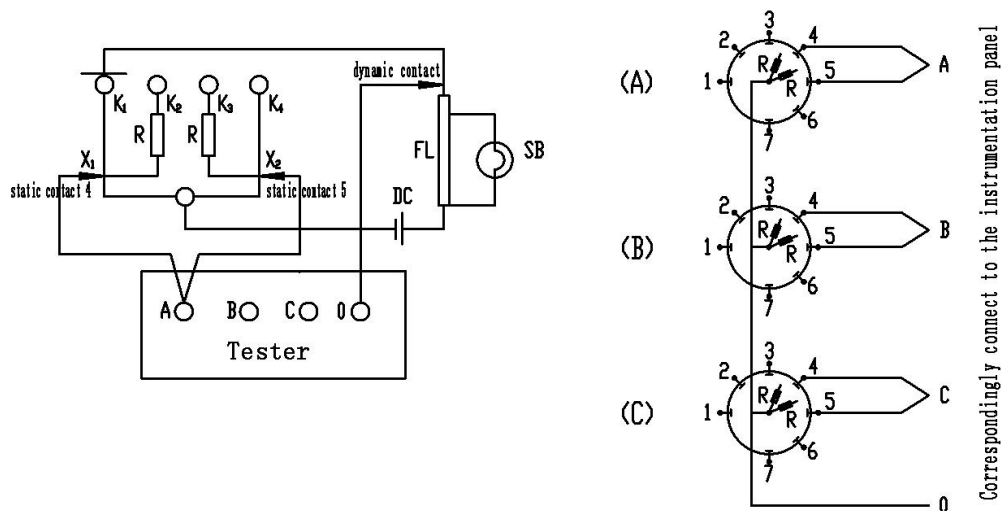 dynamic contact
K₁ K₂ K₃ K₄
R R
FL SB
X₁ X₂
static contact 4 static contact 5
DC
A B C 0
Tester
(A)
3
2 4
R A
1 R 5
6
7
(B)
3
2 4
R B
1 R 5
6
7
(C)
3
2 4
R C
1 R 5
6
7
0
Correspondingly connect to the instrumentation panel